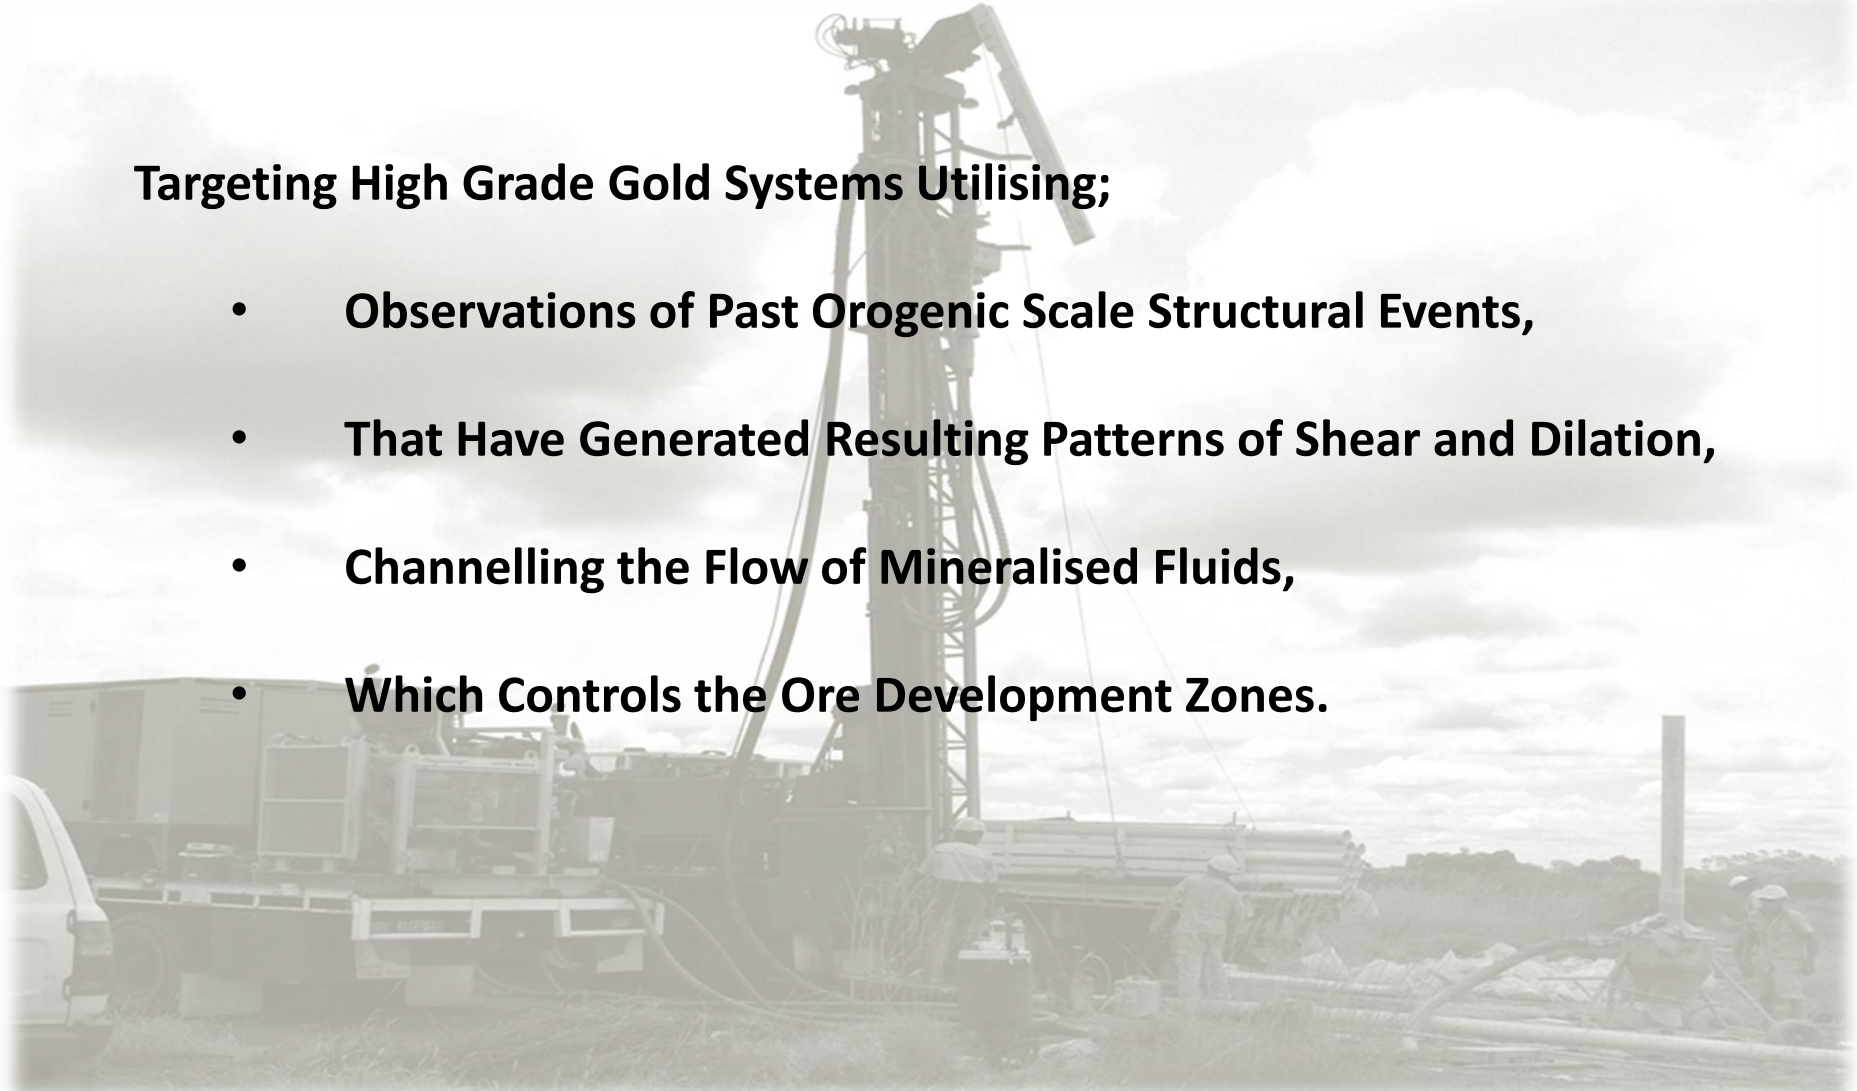 Targeting High Grade Gold Systems Utilising;
• Observations of Past Orogenic Scale Structural Events,
• That Have Generated Resulting Patterns of Shear and Dilation,
• Channelling the Flow of Mineralised Fluids,
• Which Controls the Ore Development Zones.